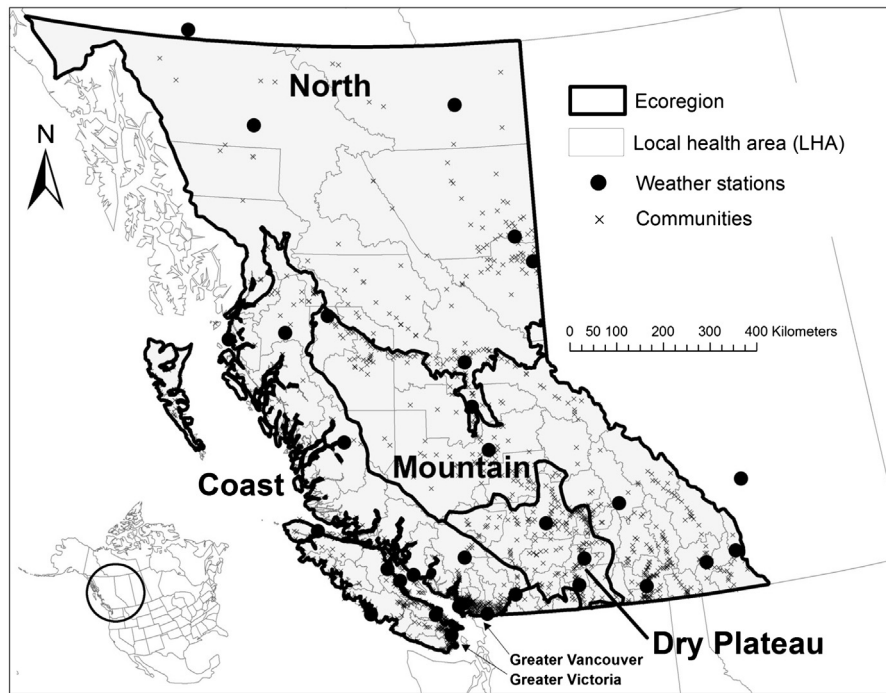 North
N
Ecoregion
Local health area (LHA)
Weather stations
Communities
0 50 100 200 300 400 Kilometers
Mountain
Coast
Dry Plateau
Greater Vancouver
Greater Victoria